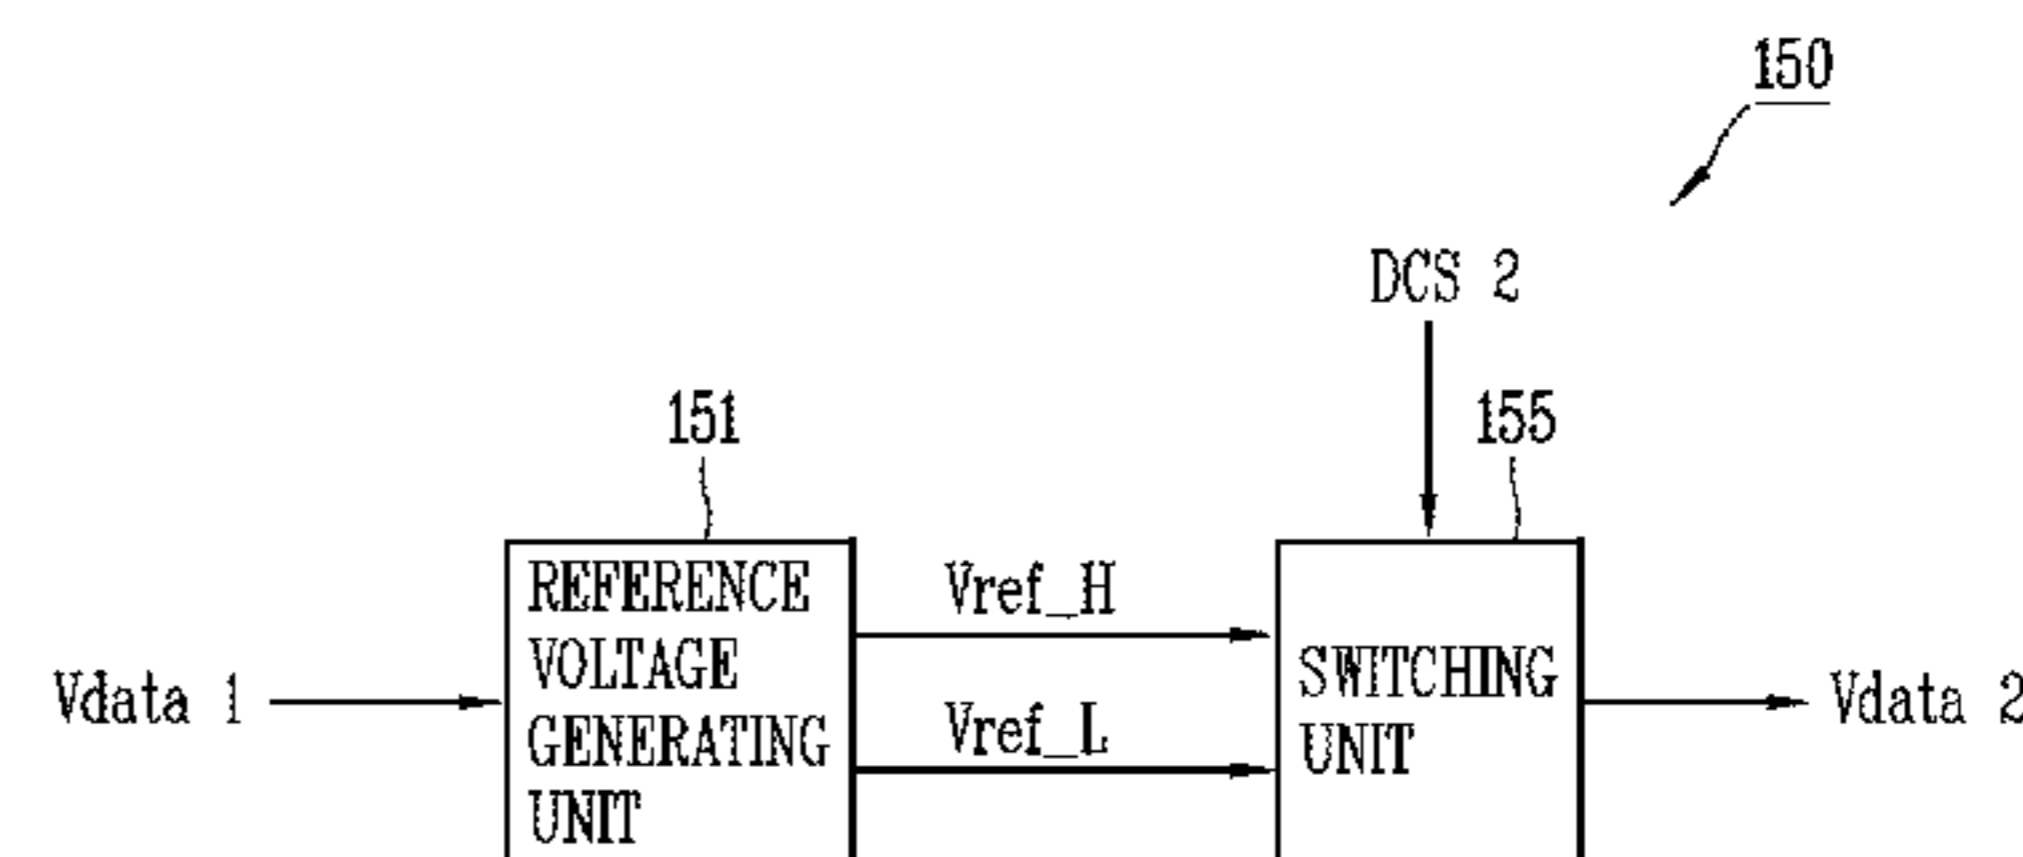 150
DCS 2
151
155
REFERENCE
VOLTAGE
GENERATING
UNIT
Vref_H
Vref_L
SWITCHING
UNIT
Vdata 1
Vdata 2